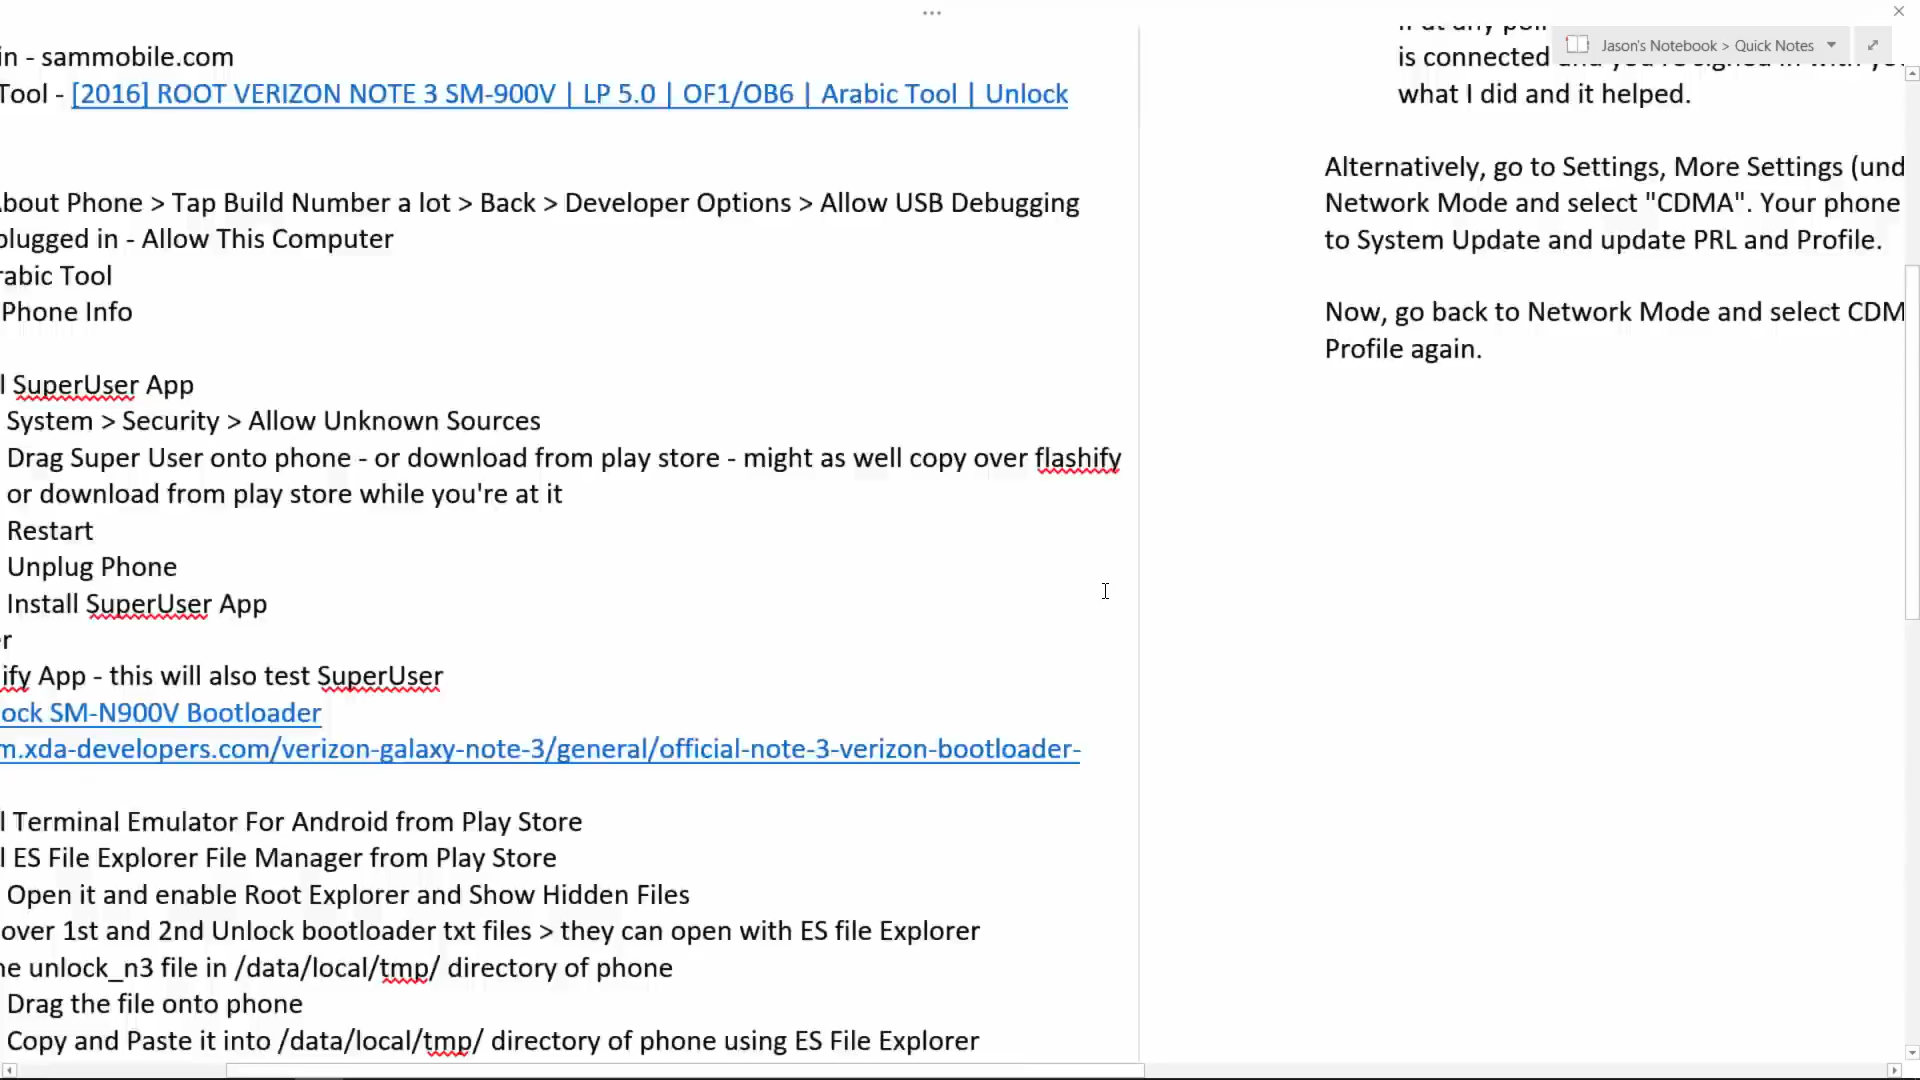 in - sammobile.com
Tool - [2016] ROOT VERIZON NOTE 3 SM-900V | LP 5.0 | OF1/OB6 | Arabic Tool | Unlock
bout Phone > Tap Build Number a lot > Back > Developer Options > Allow USB Debugging
plugged in - Allow This Computer
rabic Tool
Phone Info
l SuperUser App
System > Security > Allow Unknown Sources
Drag Super User onto phone - or download from play store - might as well copy over flashify
or download from play store while you're at it
Restart
Unplug Phone
Install SuperUser App
er
ify App - this will also test SuperUser
ock SM-N900V Bootloader
m.xda-developers.com/verizon-galaxy-note-3/general/official-note-3-verizon-bootloader-
l Terminal Emulator For Android from Play Store
l ES File Explorer File Manager from Play Store
Open it and enable Root Explorer and Show Hidden Files
over 1st and 2nd Unlock bootloader txt files > they can open with ES file Explorer
he unlock_n3 file in /data/local/tmp/ directory of phone
Drag the file onto phone
Copy and Paste it into /data/local/tmp/ directory of phone using ES File Explorer
Jason's Notebook > Quick Notes
is connected
what I did and it helped.
Alternatively, go to Settings, More Settings (und
Network Mode and select "CDMA". Your phone
to System Update and update PRL and Profile.
Now, go back to Network Mode and select CDM
Profile again.